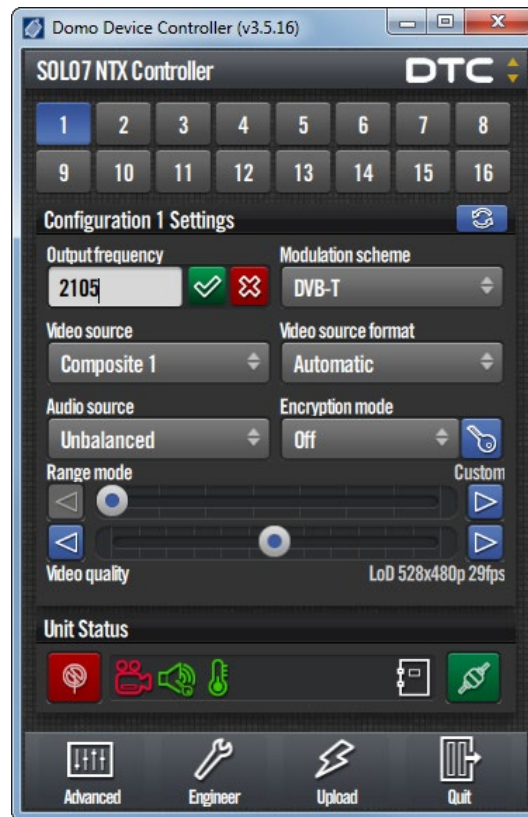 Domo Device Controller (v3.5.16)
SOLO7 NTX Controller DTC
1 2 3 4 5 6 7 8
9 10 11 12 13 14 15 16
Configuration 1 Settings
Output frequency Modulation scheme
2105 DVB-T
Video source Video source format
Composite 1 Automatic
Audio source Encryption mode
Unbalanced Off
Range mode Custom
Video quality LoD 528x480p 29fps
Unit Status
Advanced Engineer Upload Quit